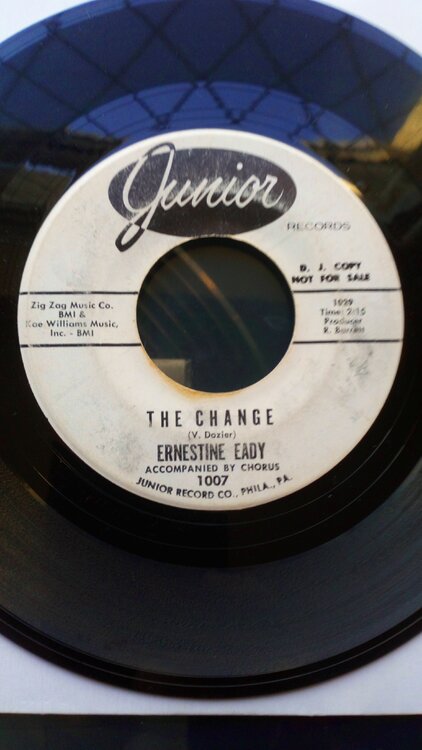 Junior
RECORDS
D. J. COPY
NOT FOR SALE
Zig Zag Music Co.
BMI &
Kae Williams Music,
Inc. - BMI
1029
Time: 2:15
Producer
R. Barrett
THE CHANGE
(V. Dozier)
ERNESTINE EADY
ACCOMPANIED BY CHORUS
1007
JUNIOR RECORD CO., PHILA., PA.